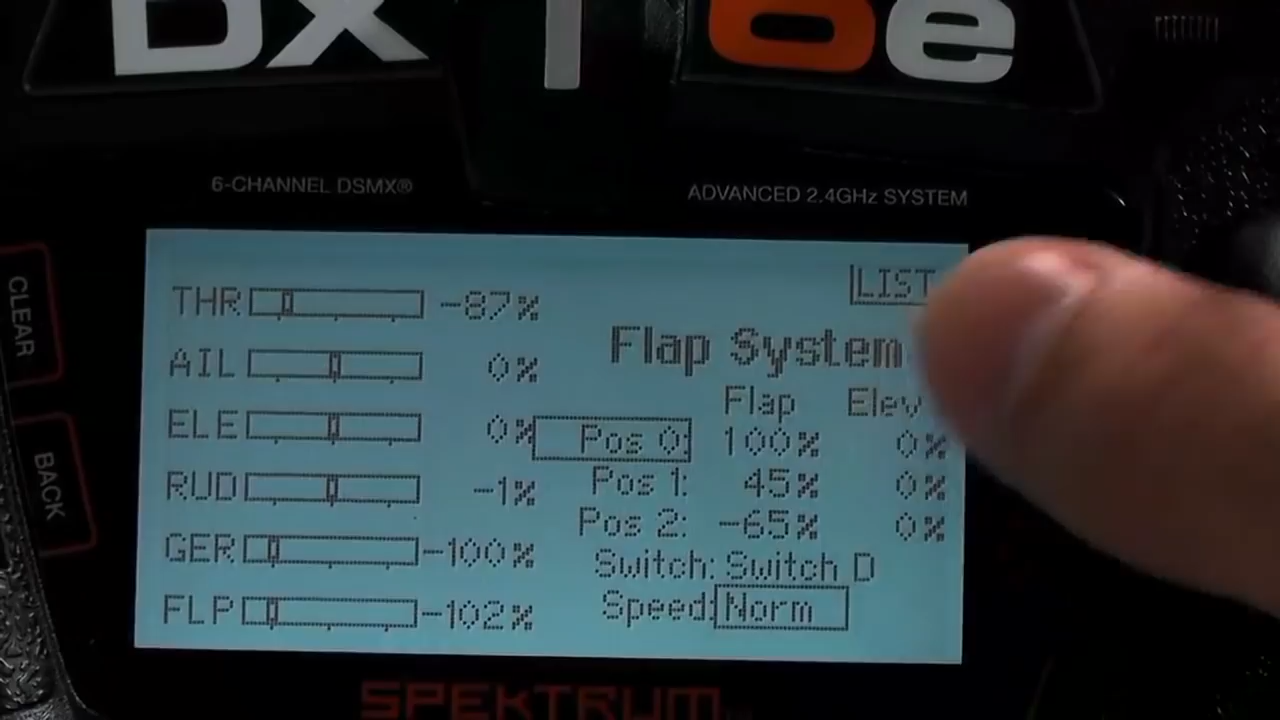 DX 6e
6-CHANNEL DSMX®
ADVANCED 2.4GHz SYSTEM
CLEAR
BACK
LIST
THR -87%
AIL 0%
ELE 0%
RUD -1%
GER -100%
FLP -102%
Flap System
Flap Elev
Pos 0: 100% 0%
Pos 1: 45% 0%
Pos 2: -65% 0%
Switch: Switch D
Speed: Norm
SPEKTRUM